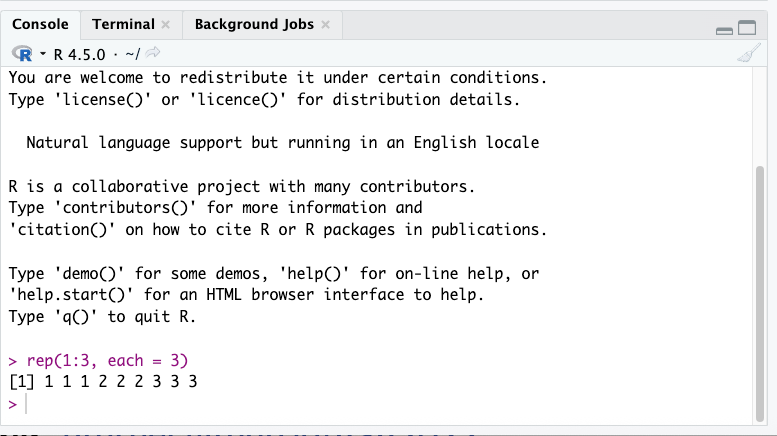 Console Terminal Background Jobs
R R 4.5.0 · ~/
You are welcome to redistribute it under certain conditions.
Type 'license()' or 'licence()' for distribution details.
Natural language support but running in an English locale
R is a collaborative project with many contributors.
Type 'contributors()' for more information and
'citation()' on how to cite R or R packages in publications.
Type 'demo()' for some demos, 'help()' for on-line help, or
'help.start()' for an HTML browser interface to help.
Type 'q()' to quit R.
> rep(1:3, each = 3)
[1] 1 1 1 2 2 2 3 3 3
>